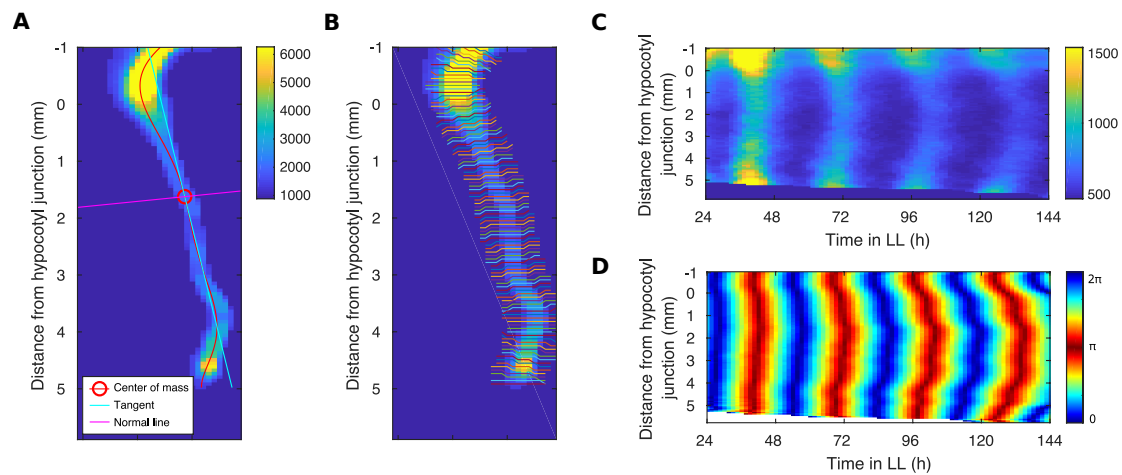 A
Distance from hypocotyl junction (mm)
-1
0
1
2
3
4
5
6000
5000
4000
3000
2000
1000
Center of mass
Tangent
Normal line
B
Distance from hypocotyl junction (mm)
-1
0
1
2
3
4
5
C
Distance from hypocotyl
junction (mm)
-1
0
1
2
3
4
5
24 48 72 96 120 144
Time in LL (h)
1500
1000
500
D
Distance from hypocotyl
junction (mm)
-1
0
1
2
3
4
5
24 48 72 96 120 144
Time in LL (h)
2π
π
0